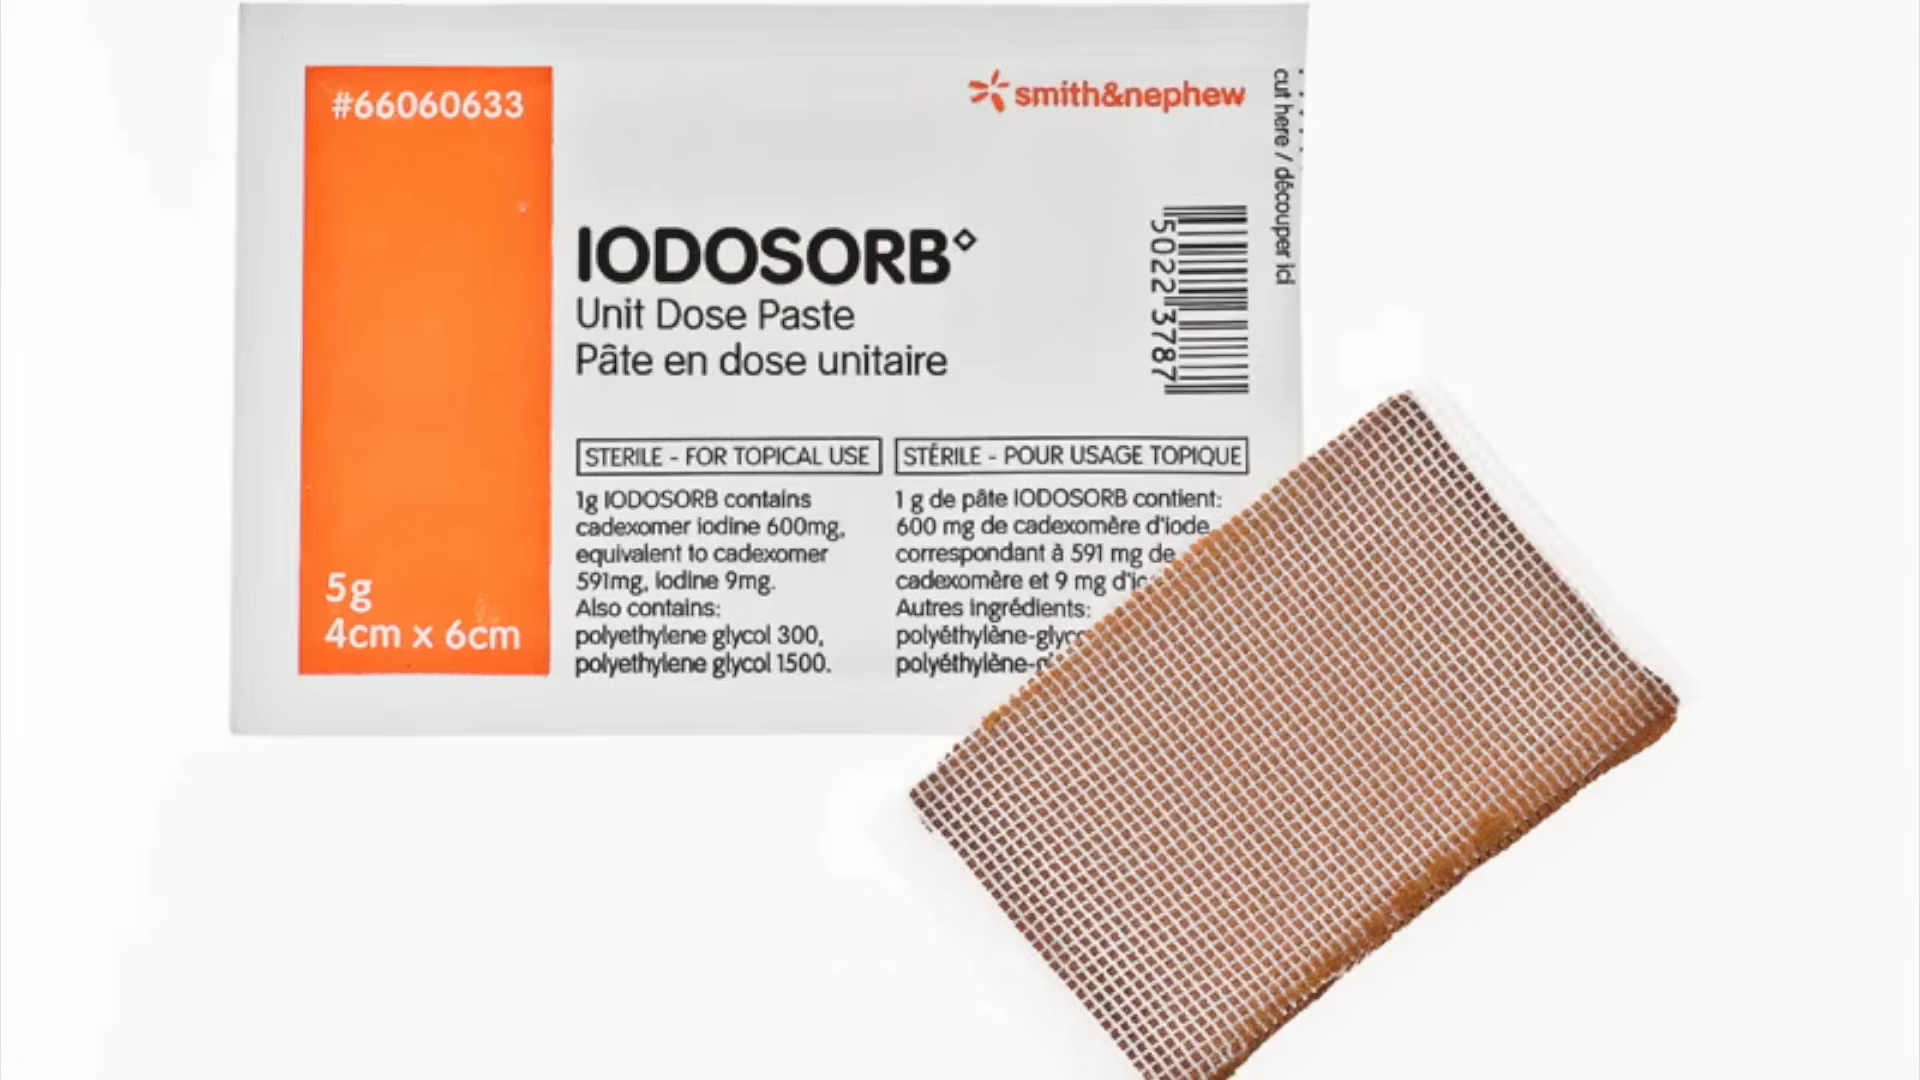 #66060633
smith&nephew
cut here / découper ici
IODOSORB◊
Unit Dose Paste
Pâte en dose unitaire
5022 3787
STERILE - FOR TOPICAL USE
1g IODOSORB contains
cadexomer iodine 600mg,
equivalent to cadexomer
591mg, Iodine 9mg.
Also contains:
polyethylene glycol 300,
polyethylene glycol 1500.
STÉRILE - POUR USAGE TOPIQUE
1 g de pâte IODOSORB contient:
600 mg de cadexomère d'iode
correspondant à 591 mg de
cadexomère et 9 mg
Autres ingrédients:
5g
4cm x 6cm